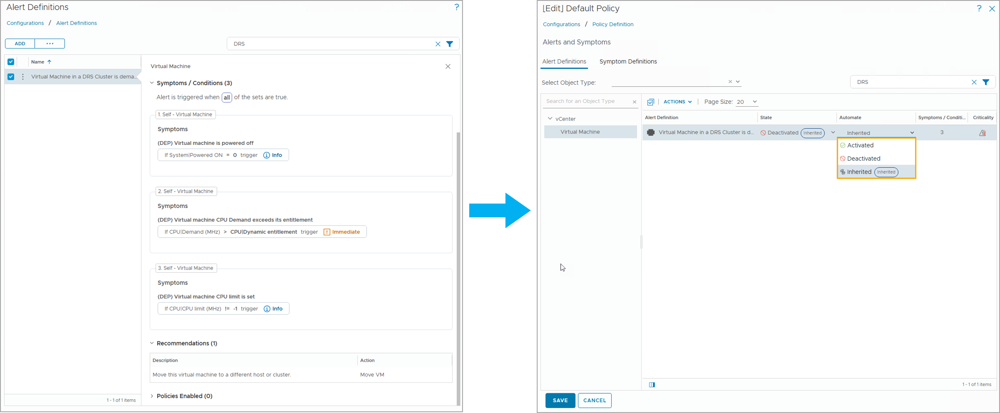 Alert Definitions
?
Configurations / Alert Definitions
ADD ...
DRS
Name
Virtual Machine in a DRS Cluster is dema...
1 - 1 of 1 items
Virtual Machine
Symptoms / Conditions (3)
Alert is triggered when all of the sets are true.
1. Self - Virtual Machine
Symptoms
(DEP) Virtual machine is powered off
If System|Powered ON = 0 trigger Info
2. Self - Virtual Machine
Symptoms
(DEP) Virtual machine CPU Demand exceeds its entitlement
If CPU|Demand (MHz) > CPU|Dynamic entitlement trigger Immediate
3. Self - Virtual Machine
Symptoms
(DEP) Virtual machine CPU limit is set
If CPU|CPU limit (MHz) != -1 trigger Info
Recommendations (1)
Description Action
Move this virtual machine to a different host or cluster. Move VM
Policies Enabled (0)
[Edit] Default Policy
?
Configurations / Policy Definition
Alerts and Symptoms
Alert Definitions Symptom Definitions
Select Object Type:
DRS
Search for an Object Type
vCenter
Virtual Machine
ACTIONS | Page Size: 20
Alert Definition State Automate Symptoms / Conditi... Criticality
Virtual Machine in a DRS Cluster is d... Deactivated Inherited Inherited 3
Activated
Deactivated
Inherited Inherited
1 - 1 of 1 items
SAVE CANCEL